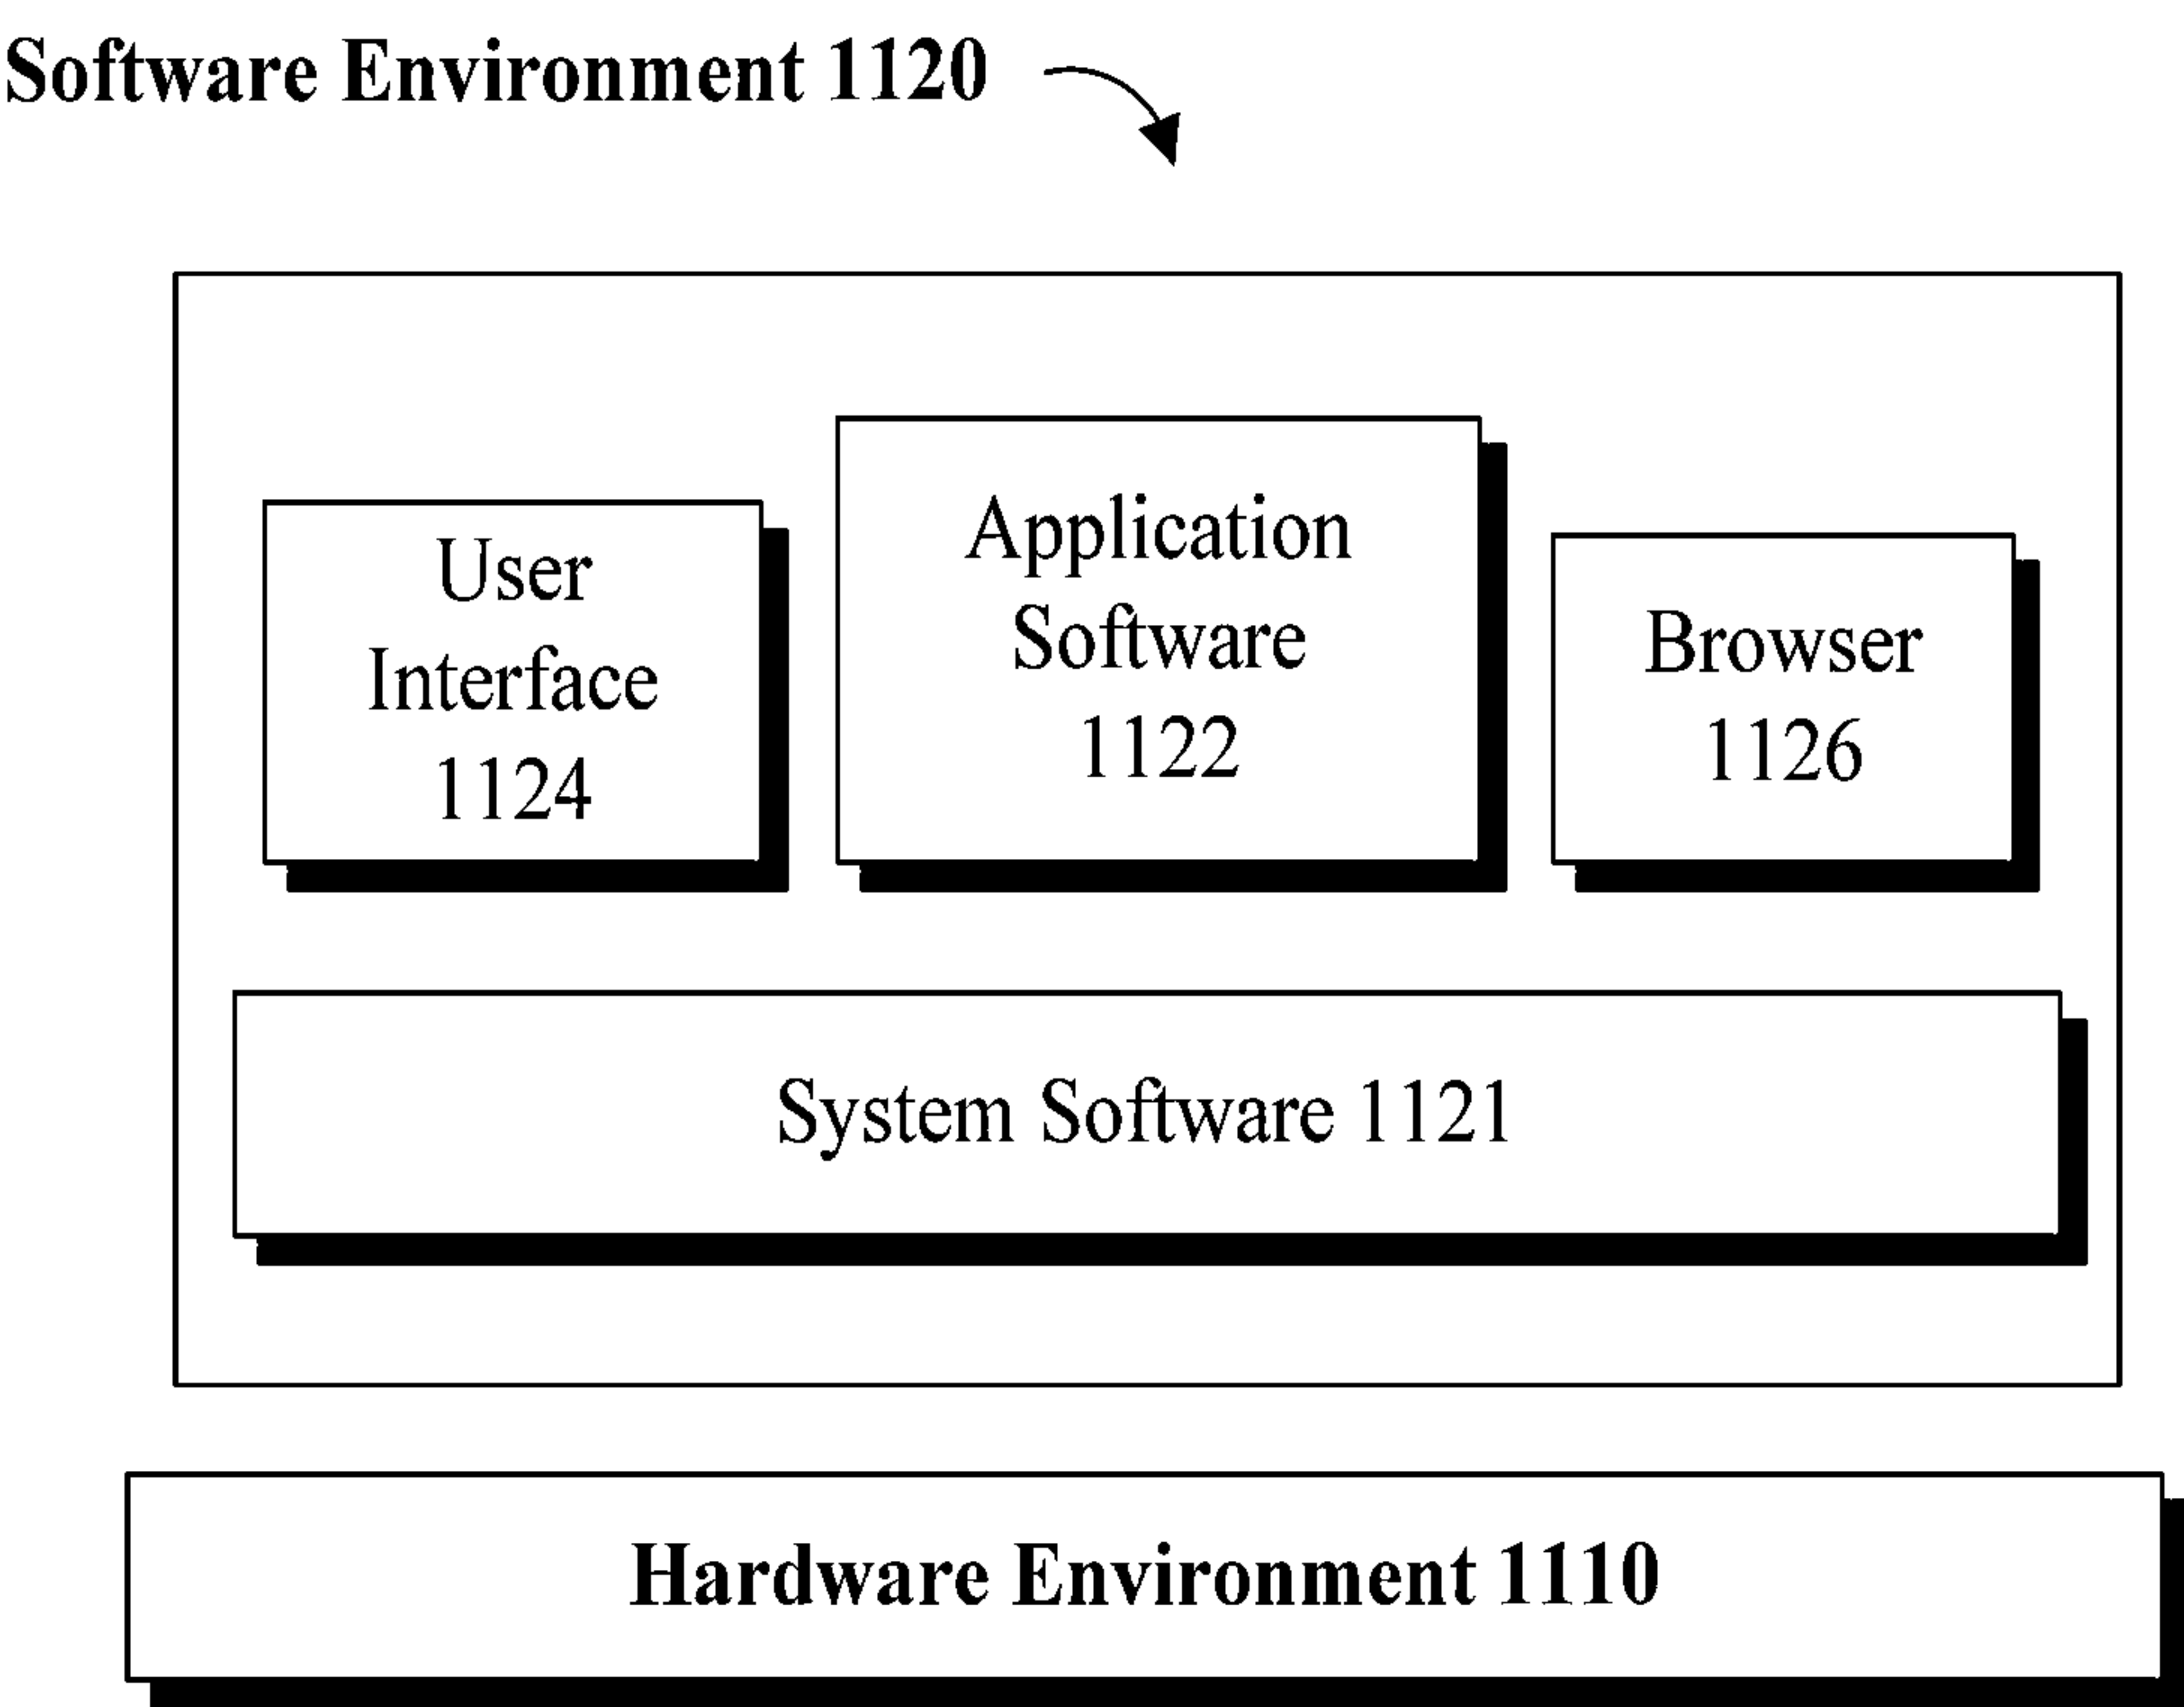 Software Environment 1120
User
Interface
1124
Application
Software
1122
Browser
1126
System Software 1121
Hardware Environment 1110